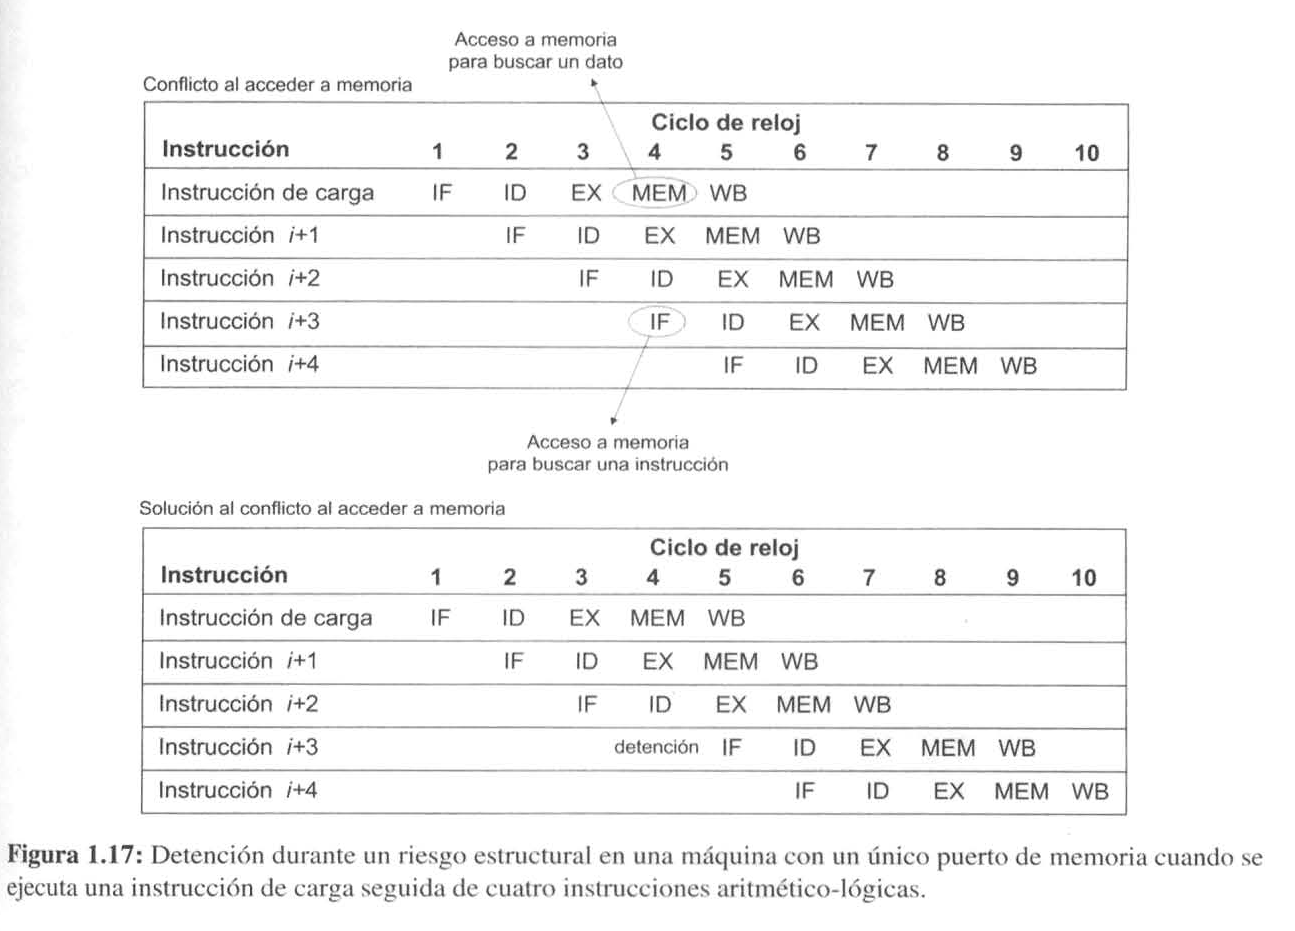 Acceso a memoria
para buscar un dato
Conflicto al acceder a memoria
Ciclo de reloj
Instrucción 1 2 3 4 5 6 7 8 9 10
Instrucción de carga IF ID EX MEM WB
Instrucción i+1 IF ID EX MEM WB
Instrucción i+2 IF ID EX MEM WB
Instrucción i+3 IF ID EX MEM WB
Instrucción i+4 IF ID EX MEM WB
Acceso a memoria
para buscar una instrucción
Solución al conflicto al acceder a memoria
Ciclo de reloj
Instrucción 1 2 3 4 5 6 7 8 9 10
Instrucción de carga IF ID EX MEM WB
Instrucción i+1 IF ID EX MEM WB
Instrucción i+2 IF ID EX MEM WB
Instrucción i+3 detención IF ID EX MEM WB
Instrucción i+4 IF ID EX MEM WB
Figura 1.17: Detención durante un riesgo estructural en una máquina con un único puerto de memoria cuando se
ejecuta una instrucción de carga seguida de cuatro instrucciones aritmético-lógicas.